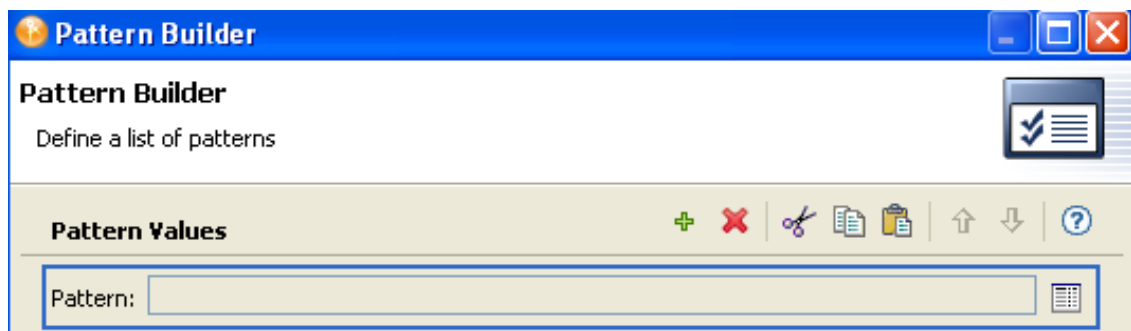 Pattern Builder
Pattern Builder
Define a list of patterns
Pattern Values
Pattern: